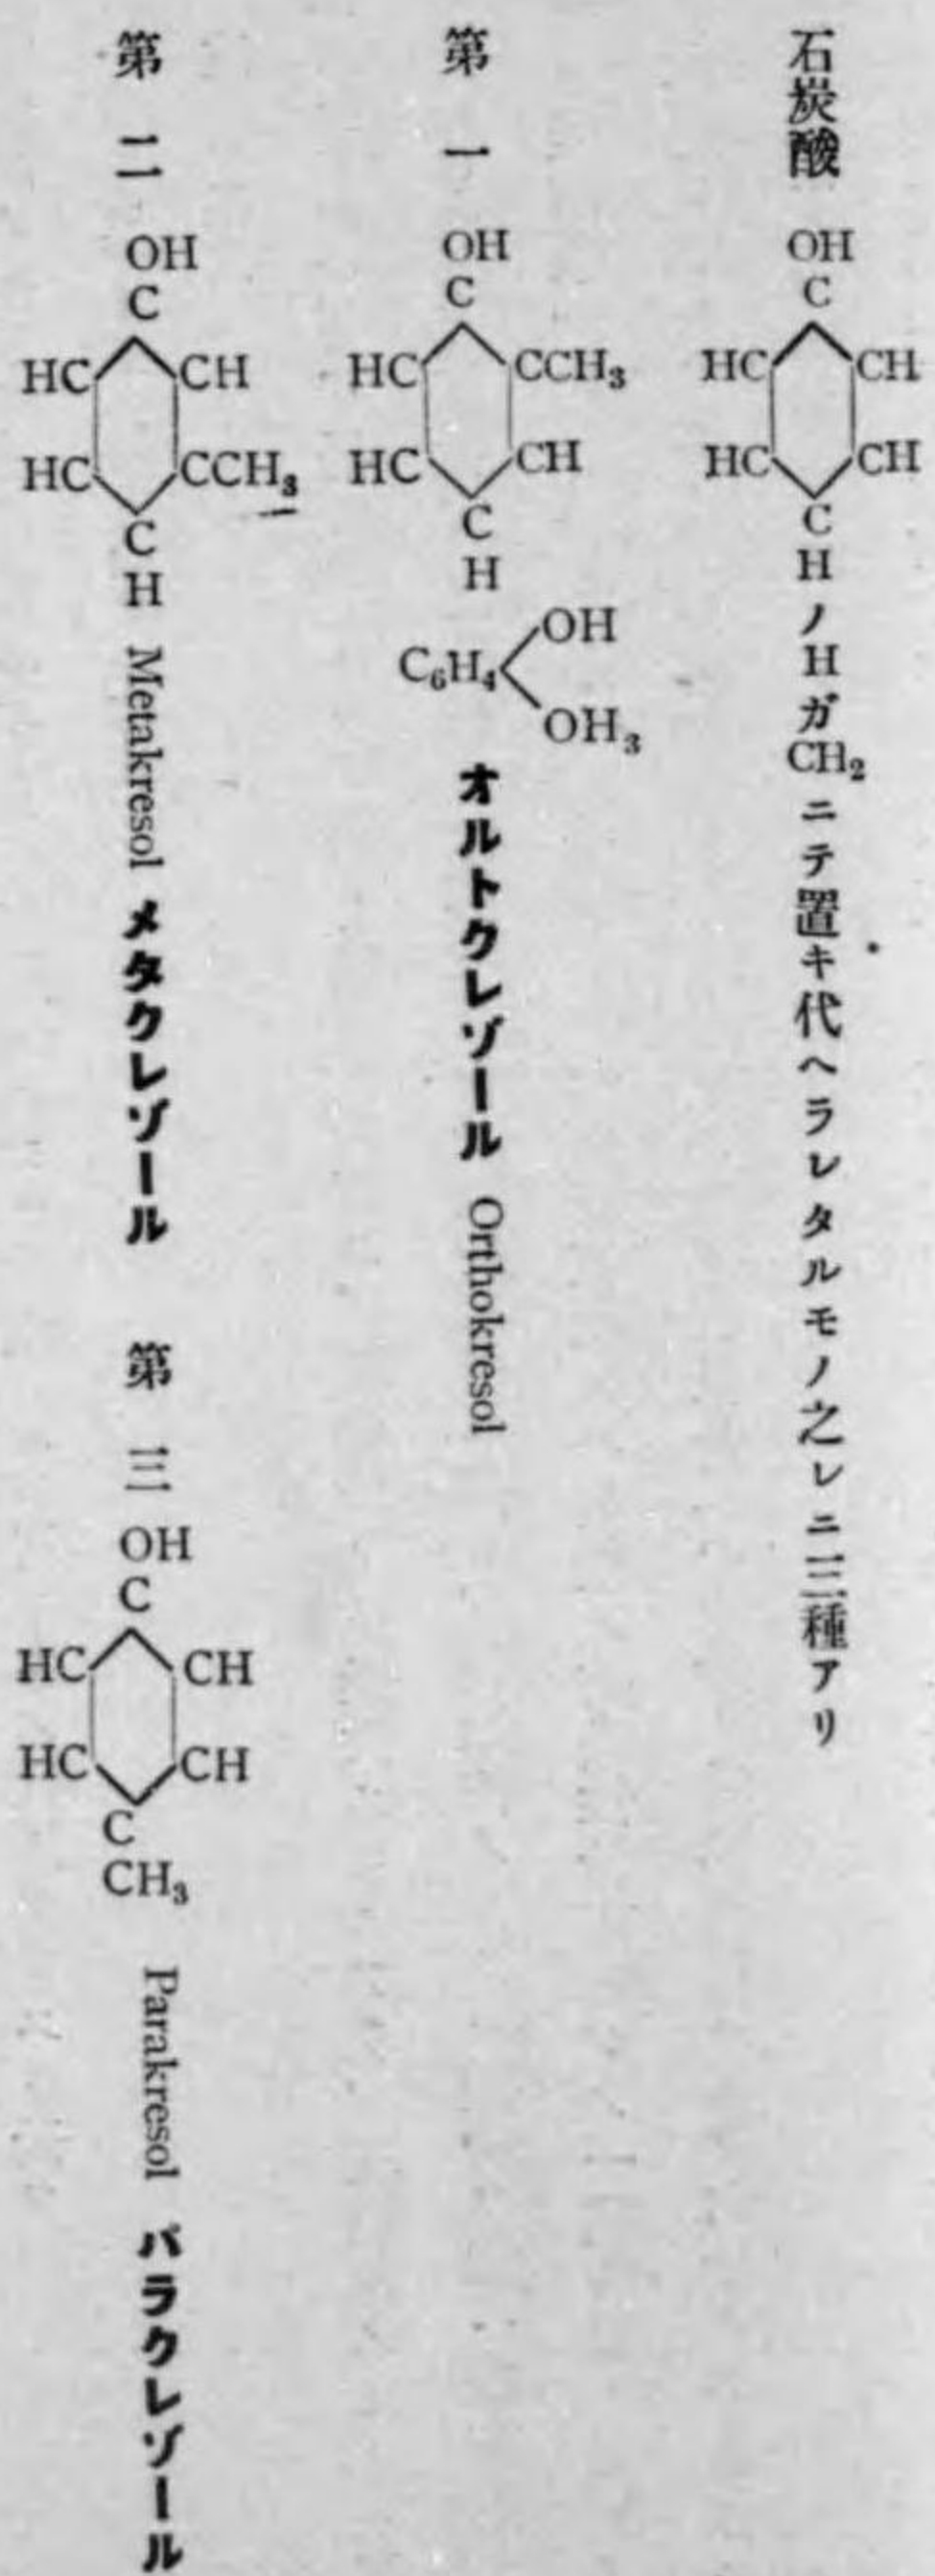 石炭酸 OH C HC CH HC CH C H ノHガCH₂ニテ置キ代ヘラレタルモノ之レニ三種アリ
第一 OH C HC CCH₃ HC CH C H C₆H₄ OH OH₃ オルトクレゾール Orthokresol
第二 OH C HC CH HC CCH₃ C H Metakresol メタクレゾール 第三 OH C HC CH HC CH C CH₃ Parakresol パラクレゾール